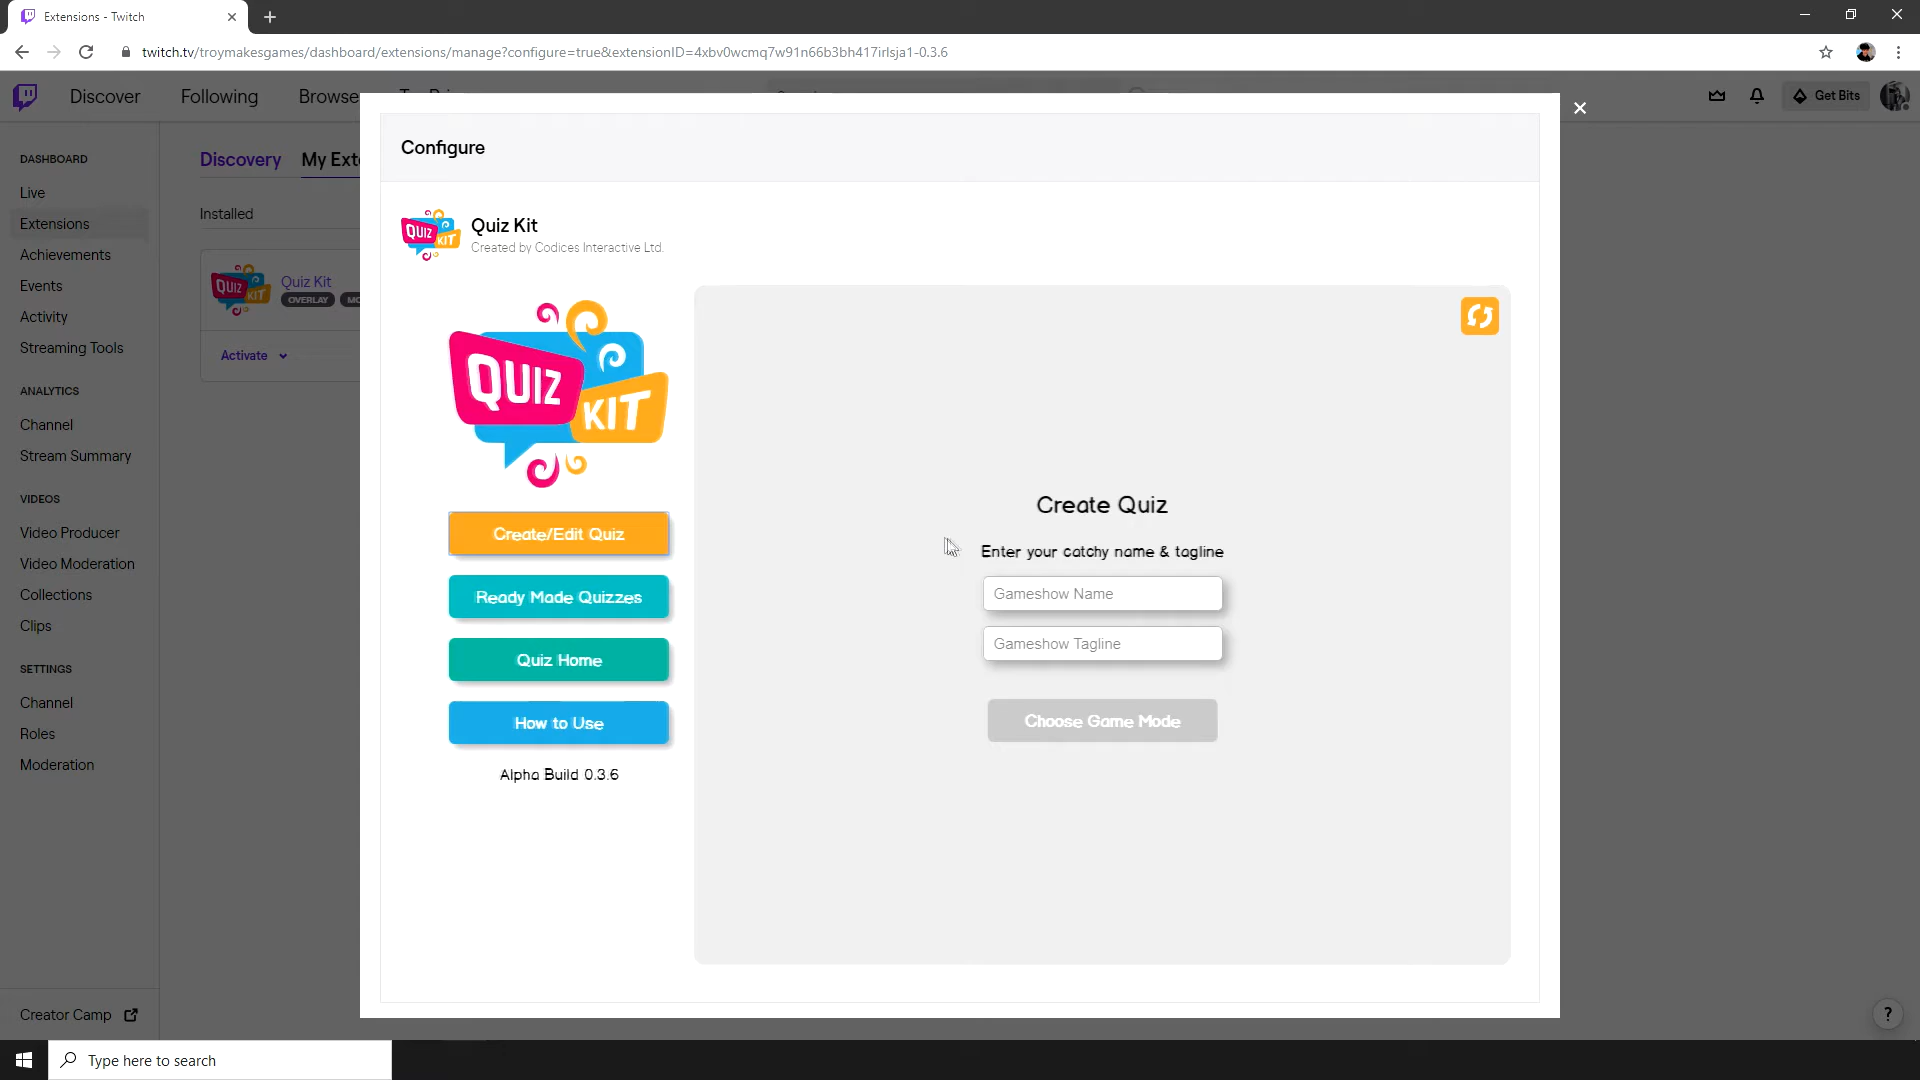 Extensions - Twitch
twitch.tv/troymakesgames/dashboard/extensions/manage?configure=true&extensionID=4xbv0wcmq7w91n66b3bh417irlsja1-0.3.6
Discover
Following
Browse
Get Bits
DASHBOARD
Live
Extensions
Achievements
Events
Activity
Streaming Tools
ANALYTICS
Channel
Stream Summary
VIDEOS
Video Producer
Video Moderation
Collections
Clips
SETTINGS
Channel
Roles
Moderation
Creator Camp
Discovery
My Ext
Installed
QUIZ KIT
Quiz Kit
OVERLAY
MO
Activate
Configure
QUIZ KIT
Quiz Kit
Created by Codices Interactive Ltd.
QUIZ
KIT
Create/Edit Quiz
Ready Made Quizzes
Quiz Home
How to Use
Alpha Build 0.3.6
Create Quiz
Enter your catchy name & tagline
Gameshow Name
Gameshow Tagline
Choose Game Mode
?
Type here to search